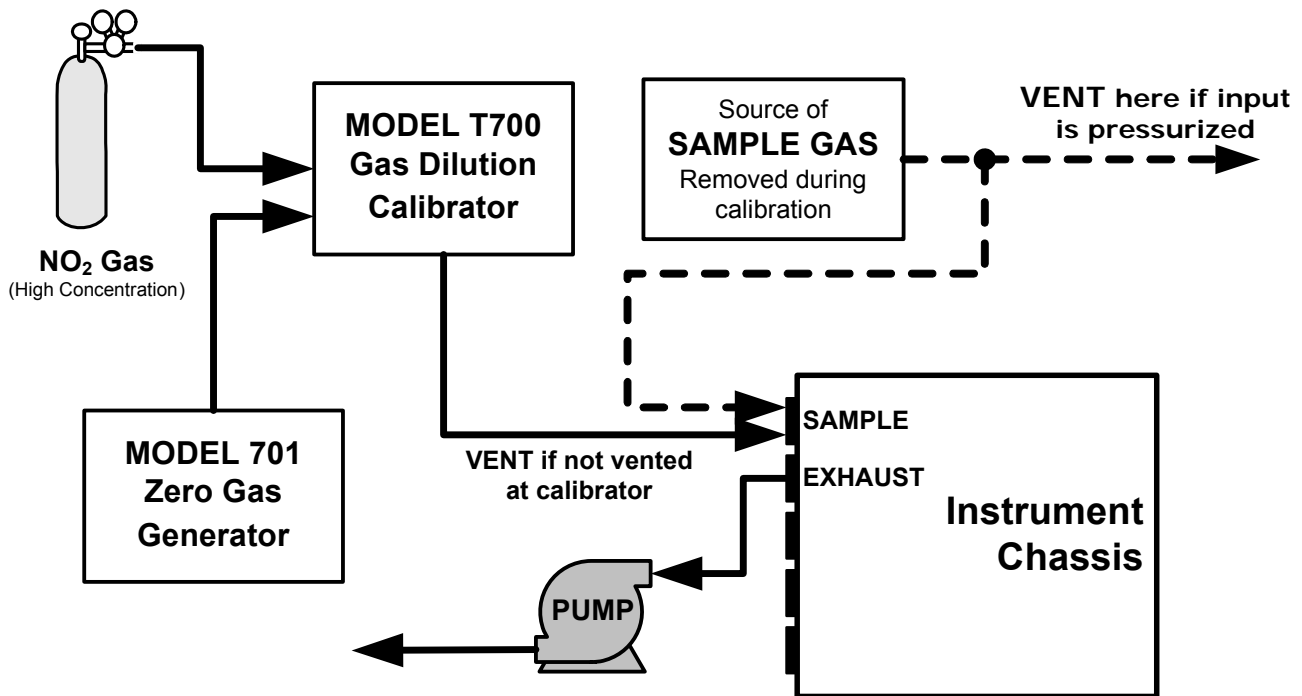 NO₂ Gas
(High Concentration)
MODEL T700
Gas Dilution
Calibrator
Source of
SAMPLE GAS
Removed during
calibration
VENT here if input
is pressurized
MODEL 701
Zero Gas
Generator
VENT if not vented
at calibrator
SAMPLE
EXHAUST
Instrument
Chassis
PUMP